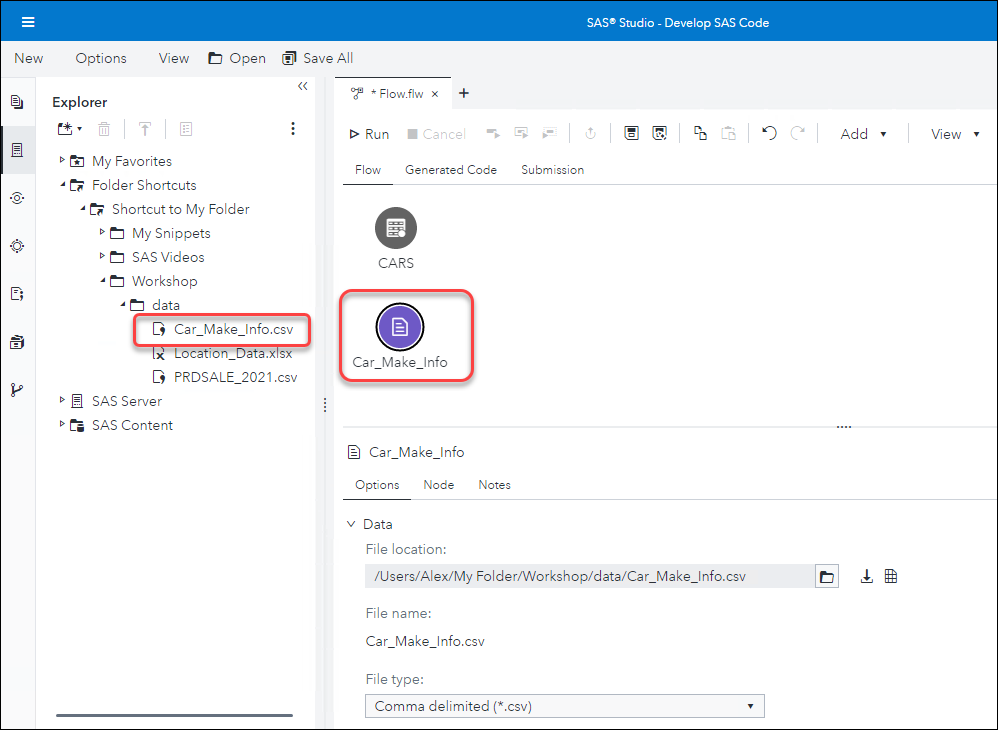 SAS® Studio - Develop SAS Code
New Options View Open Save All
Explorer
My Favorites
Folder Shortcuts
Shortcut to My Folder
My Snippets
SAS Videos
Workshop
data
Car_Make_Info.csv
Location_Data.xlsx
PRDSALE_2021.csv
SAS Server
SAS Content
* Flow.flw
Run Cancel Add View
Flow Generated Code Submission
CARS
Car_Make_Info
Car_Make_Info
Options Node Notes
Data
File location:
/Users/Alex/My Folder/Workshop/data/Car_Make_Info.csv
File name:
Car_Make_Info.csv
File type:
Comma delimited (*.csv)